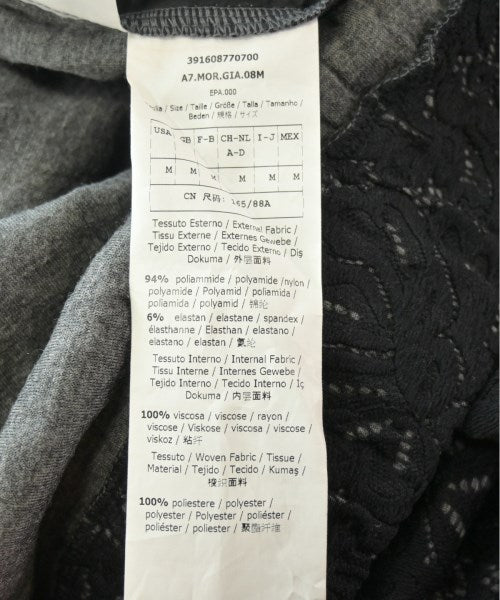 391608770700
A7.MOR.GIA.08M
EPA.000
/ Size / Taille / Größe / Talla / Tamanho /
Beden / 規格 / サイズ
USA GB F-B CH-NL I-J MEX
A-D
M M M M M M
CN 尺码: 165/88A
Tessuto Esterno / External Fabric /
Tissu Externe / Externes Gewebe /
Tejido Externo / Tecido Externo / Dış
Dokuma / 外层面料
94% poliammide / polyamide /nylon /
polyamide / Polyamid / poliamida /
poliamida / polyamid / 锦纶
6% elastan / elastane / spandex /
élasthanne / Elasthan / elastano /
elastano / elastan / 氨纶
Tessuto Interno / Internal Fabric /
Tissu Interne / Internes Gewebe /
Tejido Interno / Tecido Interno / İç
Dokuma / 内层面料
100% viscosa / viscose / rayon /
viscose / Viskose / viscosa / viscose /
viskoz / 粘纤
Tessuto / Woven Fabric / Tissue /
Material / Tejido / Tecido / Kumaş /
梭织面料
100% poliestere / polyester /
polyester / Polyester / poliéster /
poliéster / poliester / 聚酯纤维